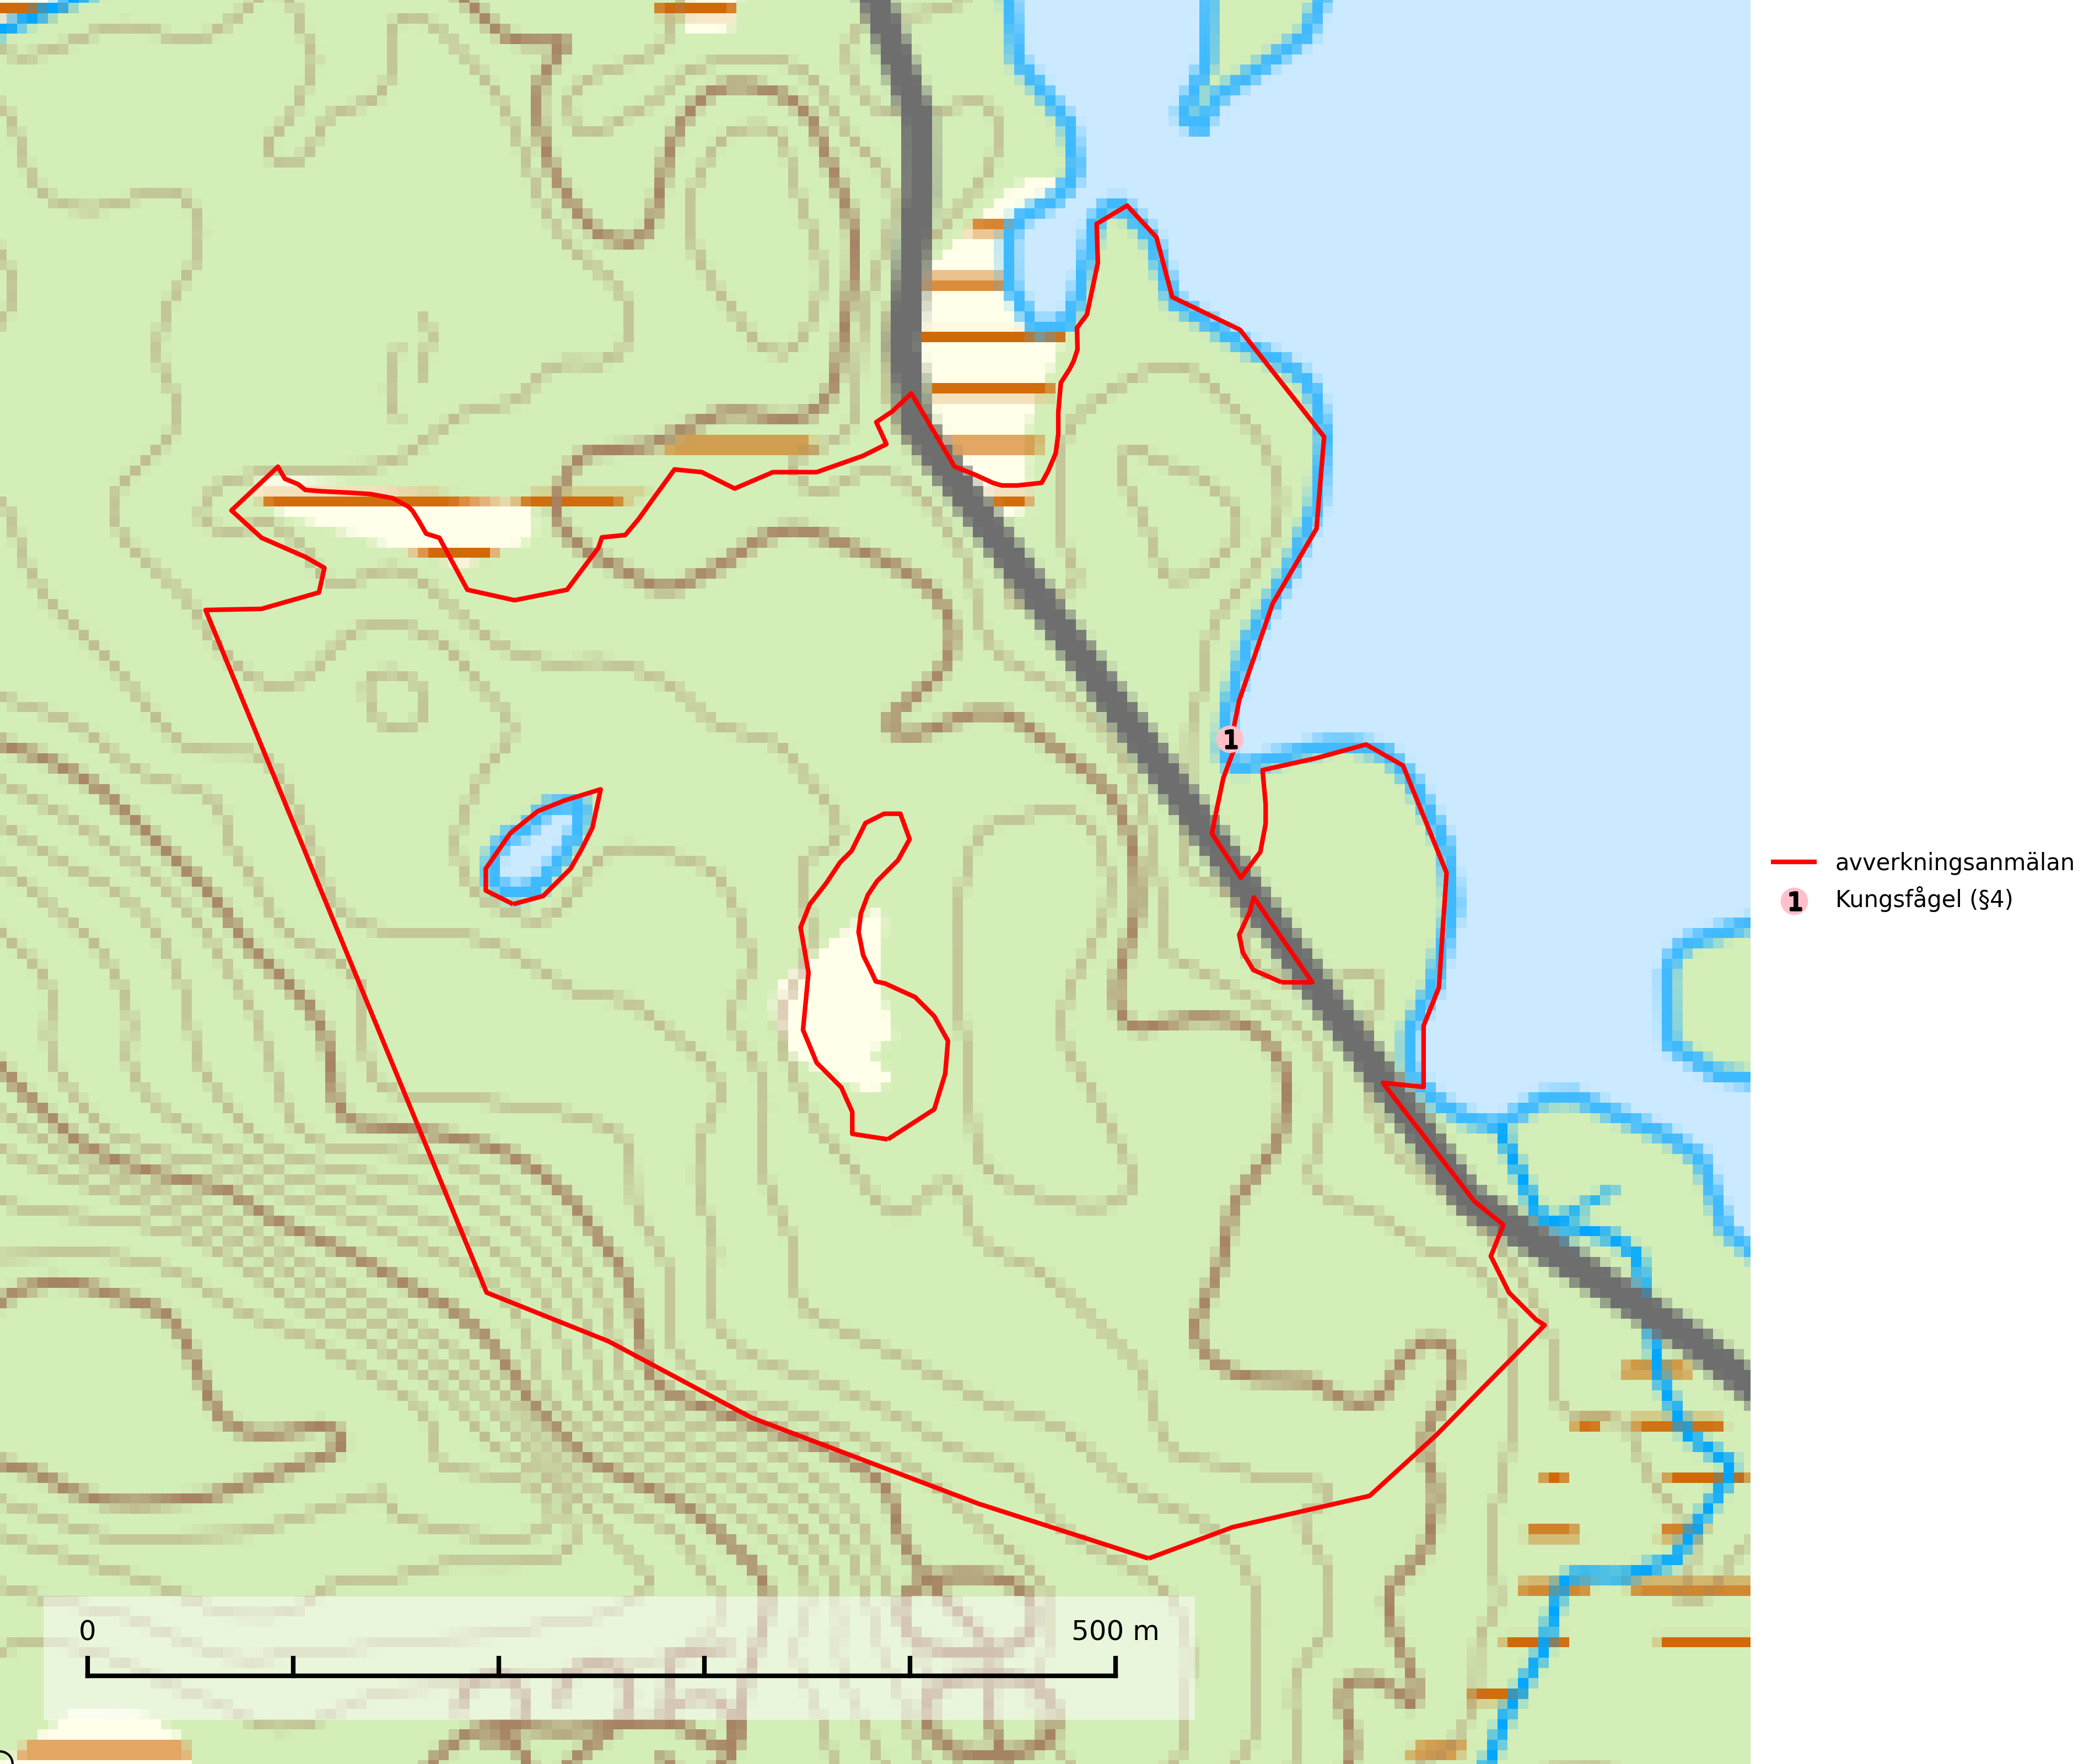 1
avverkningsanmälan
1 Kungsfågel (§4)
0 500 m